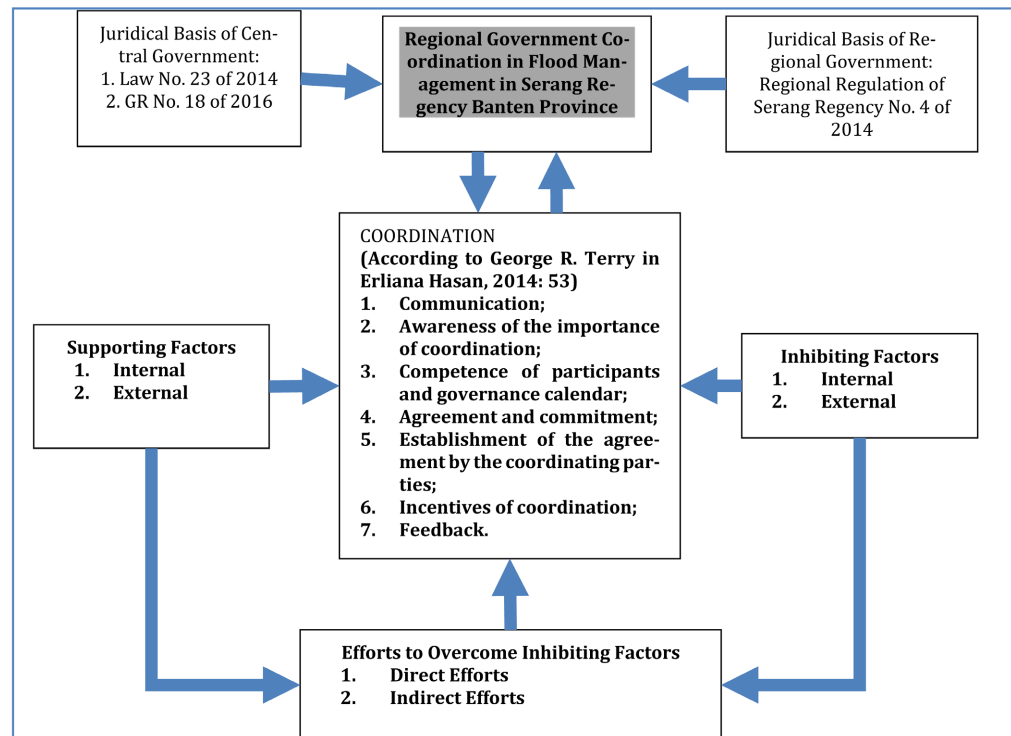 Juridical Basis of Cen-
tral Government:
1. Law No. 23 of 2014
2. GR No. 18 of 2016
Regional Government Co-
ordination in Flood Man-
agement in Serang Re-
gency Banten Province
Juridical Basis of Re-
gional Government:
Regional Regulation of
Serang Regency No. 4 of
2014
COORDINATION
(According to George R. Terry in
Erliana Hasan, 2014: 53)
1. Communication;
2. Awareness of the importance
of coordination;
3. Competence of participants
and governance calendar;
4. Agreement and commitment;
5. Establishment of the agree-
ment by the coordinating par-
ties;
6. Incentives of coordination;
7. Feedback.
Supporting Factors
1. Internal
2. External
Inhibiting Factors
1. Internal
2. External
Efforts to Overcome Inhibiting Factors
1. Direct Efforts
2. Indirect Efforts